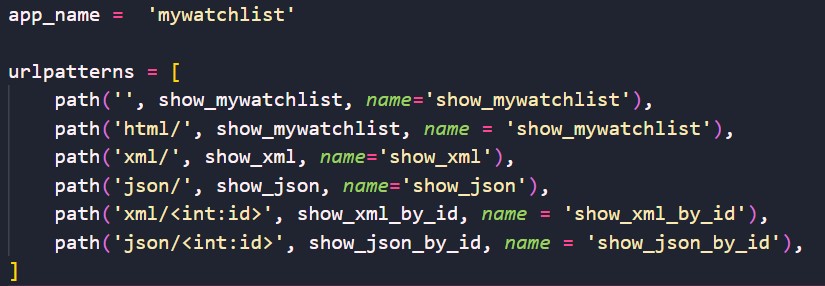 app_name =  'mywatchlist'
urlpatterns = [
    path('', show_mywatchlist, name='show_mywatchlist'),
    path('html/', show_mywatchlist, name = 'show_mywatchlist'),
    path('xml/', show_xml, name='show_xml'),
    path('json/', show_json, name='show_json'),
    path('xml/<int:id>', show_xml_by_id, name = 'show_xml_by_id'),
    path('json/<int:id>', show_json_by_id, name = 'show_json_by_id'),
]